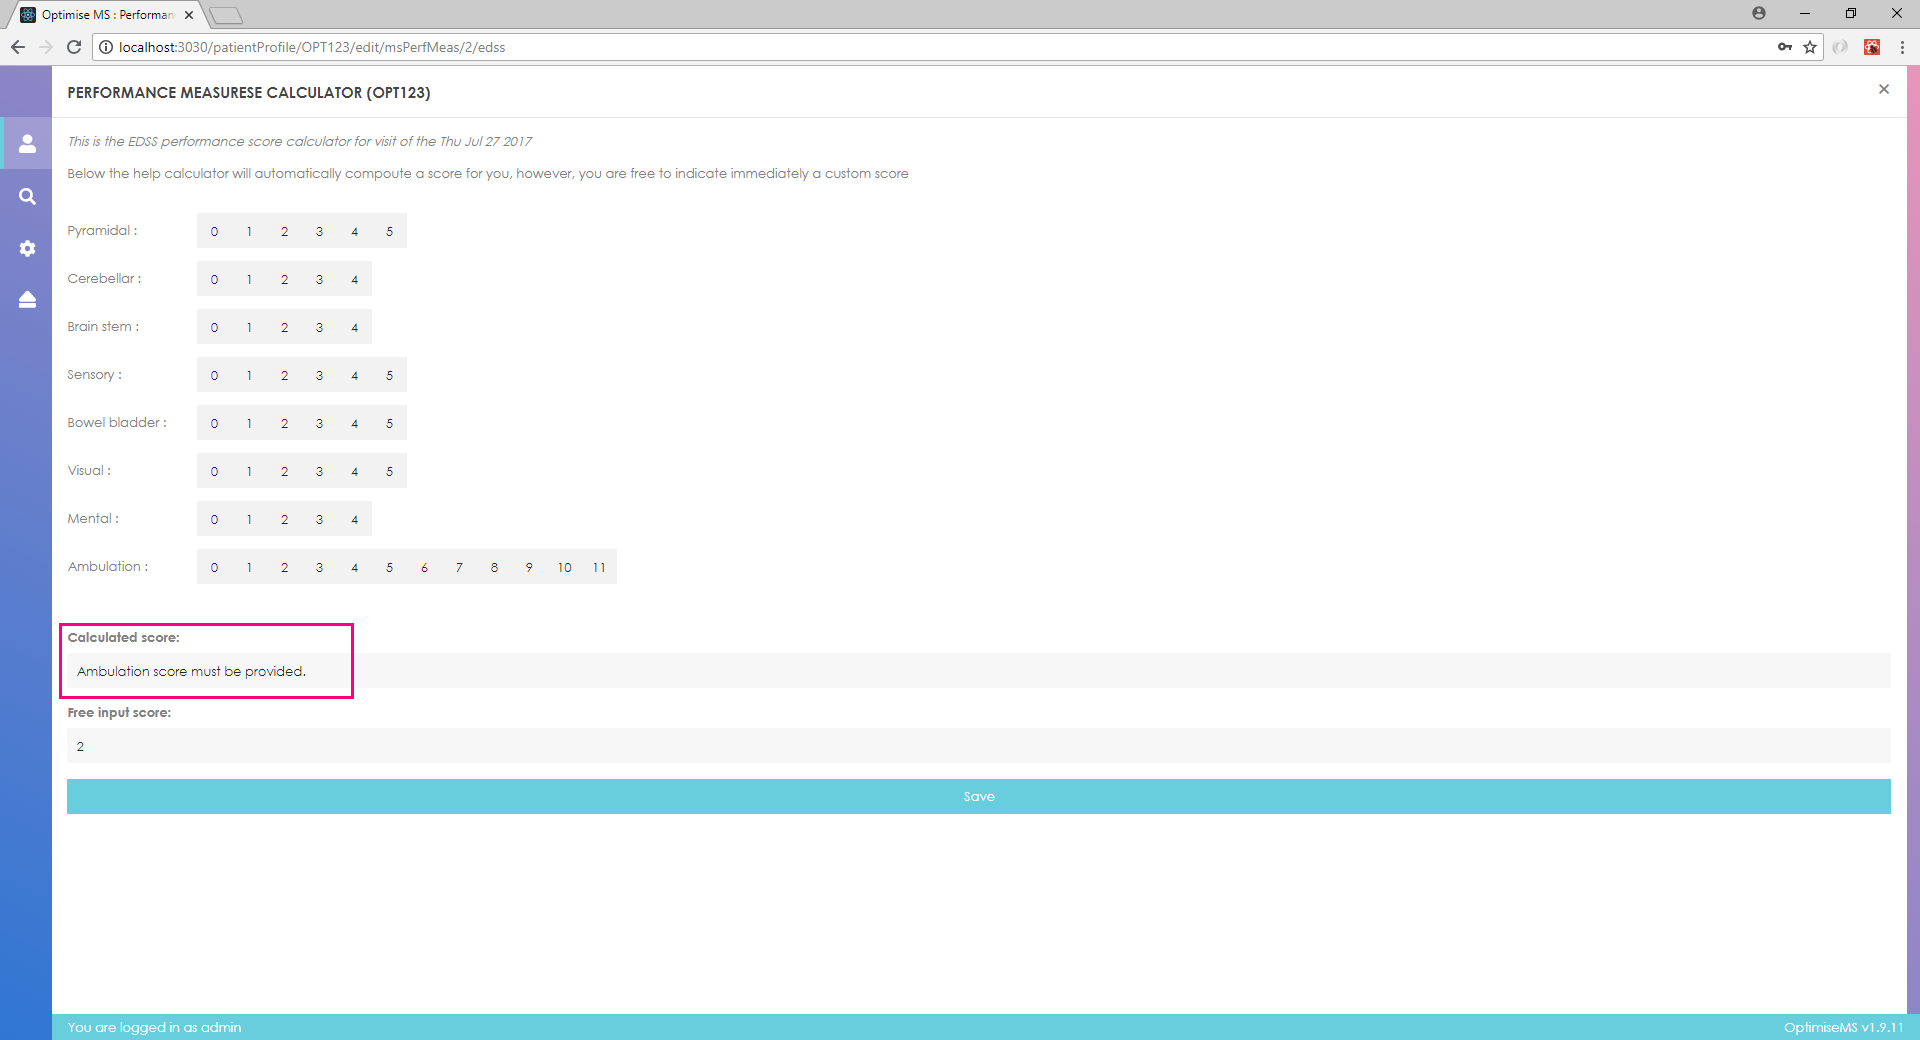 Optimise MS : Performan
localhost:3030/patientProfile/OPT123/edit/msPerfMeas/2/edss
PERFORMANCE MEASURESE CALCULATOR (OPT123)
This is the EDSS performance score calculator for visit of the Thu Jul 27 2017
Below the help calculator will automatically compoute a score for you, however, you are free to indicate immediately a custom score
Pyramidal : 0 1 2 3 4 5
Cerebellar : 0 1 2 3 4
Brain stem : 0 1 2 3 4
Sensory : 0 1 2 3 4 5
Bowel bladder : 0 1 2 3 4 5
Visual : 0 1 2 3 4 5
Mental : 0 1 2 3 4
Ambulation : 0 1 2 3 4 5 6 7 8 9 10 11
Calculated score:
Ambulation score must be provided.
Free input score:
2
Save
You are logged in as admin
OptimiseMS v1.9.11